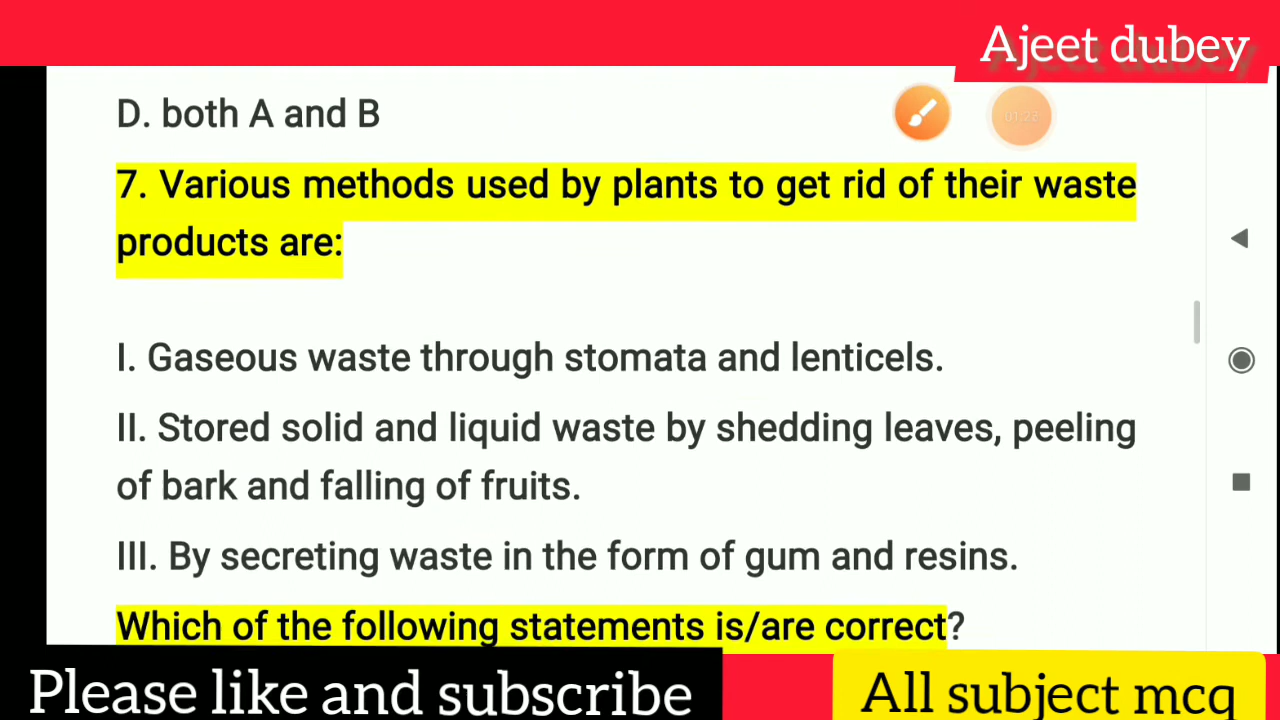 Ajeet dubey
D. both A and B
01:28
7. Various methods used by plants to get rid of their waste
products are:
I. Gaseous waste through stomata and lenticels.
II. Stored solid and liquid waste by shedding leaves, peeling
of bark and falling of fruits.
III. By secreting waste in the form of gum and resins.
Which of the following statements is/are correct?
Please like and subscribe
All subject mcq